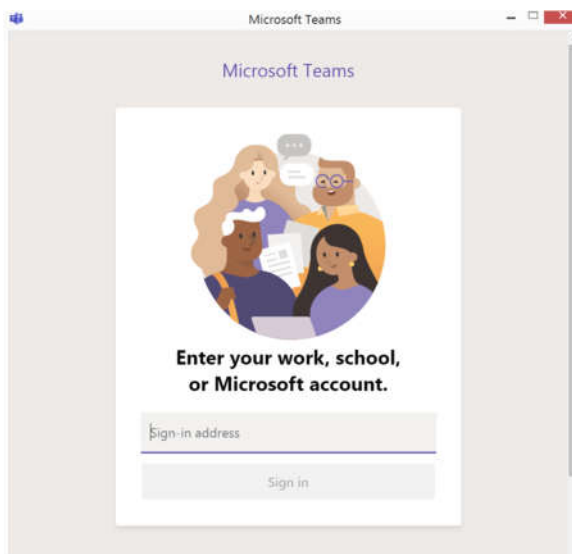 Microsoft Teams
Microsoft Teams
Enter your work, school,
or Microsoft account.
Sign-in address
Sign in